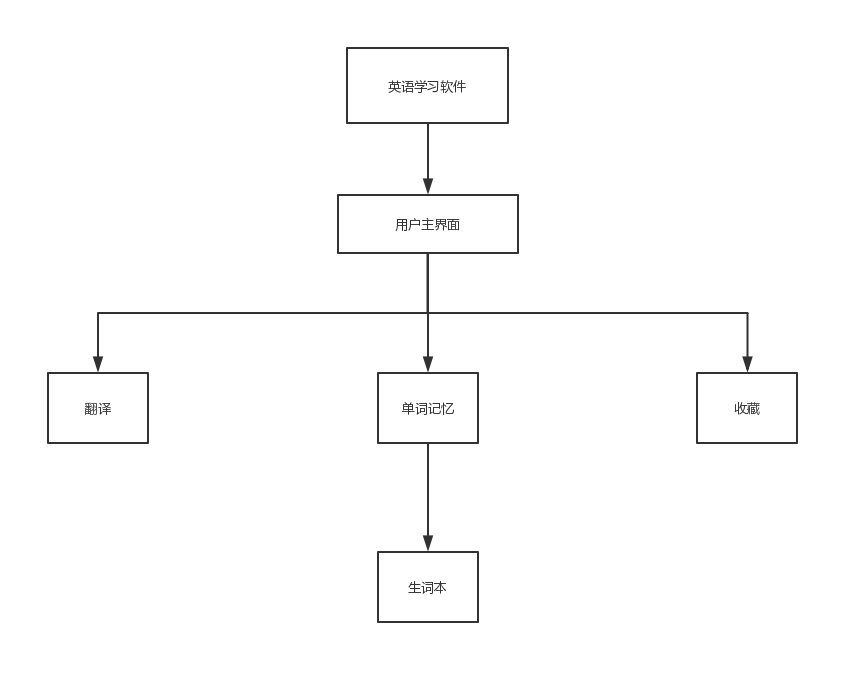 英语学习软件
用户主界面
翻译
单词记忆
收藏
生词本